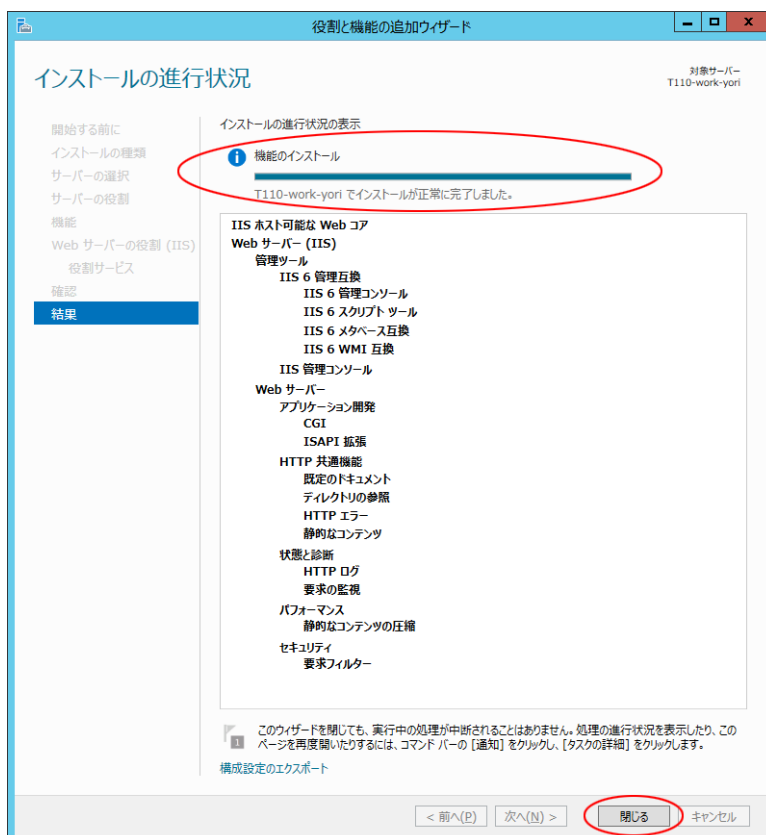 役割と機能の追加ウィザード
インストールの進行状況
対象サーバー
T110-work-yori
開始する前に
インストールの種類
サーバーの選択
サーバーの役割
機能
Web サーバーの役割 (IIS)
役割サービス
確認
結果
インストールの進行状況の表示
機能のインストール
T110-work-yori でインストールが正常に完了しました。
IIS ホスト可能な Web コア
Web サーバー (IIS)
管理ツール
IIS 6 管理互換
IIS 6 管理コンソール
IIS 6 スクリプト ツール
IIS 6 メタベース互換
IIS 6 WMI 互換
IIS 管理コンソール
Web サーバー
アプリケーション開発
CGI
ISAPI 拡張
HTTP 共通機能
既定のドキュメント
ディレクトリの参照
HTTP エラー
静的なコンテンツ
状態と診断
HTTP ログ
要求の監視
パフォーマンス
静的なコンテンツの圧縮
セキュリティ
要求フィルター
1
このウィザードを閉じても、実行中の処理が中断されることはありません。処理の進行状況を表示したり、この
ページを再度開いたりするには、コマンド バーの [通知] をクリックし、[タスクの詳細] をクリックします。
構成設定のエクスポート
< 前へ(P) 次へ(N) > 閉じる キャンセル